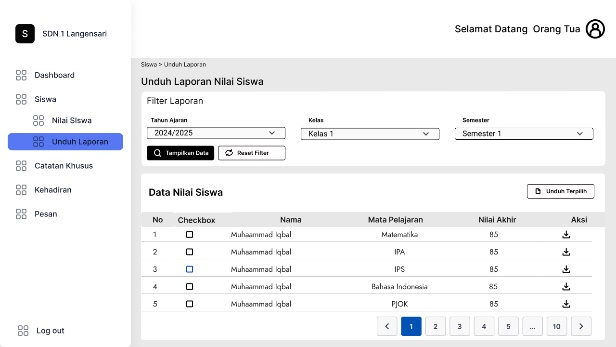 S SDN 1 Langensari
Selamat Datang Orang Tua
Dashboard
Siswa
Nilai SIswa
Unduh Laporan
Catatan Khusus
Kehadiran
Pesan
Log out
Siswa > Unduh Laporan
Unduh Laporan Nilai Siswa
Filter Laporan
Tahun Ajaran Kelas Semester
2024/2025 Kelas 1 Semester 1
Tampilkan Data Reset Filter
Data Nilai Siswa Unduh Terpilih
No Checkbox Nama Mata Pelajaran Nilai Akhir Aksi
1 Muhaammad Iqbal Matematika 85
2 Muhaammad Iqbal IPA 85
3 Muhaammad Iqbal IPS 85
4 Muhaammad Iqbal Bahasa Indonesia 85
5 Muhaammad Iqbal PJOK 85
< 1 2 3 4 5 ... 10 >